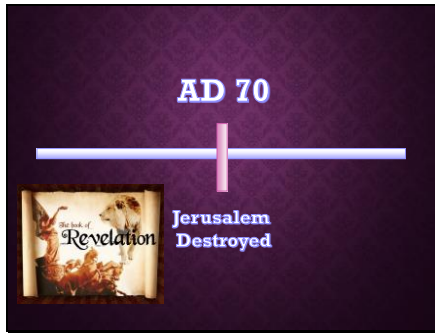 AD 70
The book of
Revelation
Jerusalem
Destroyed